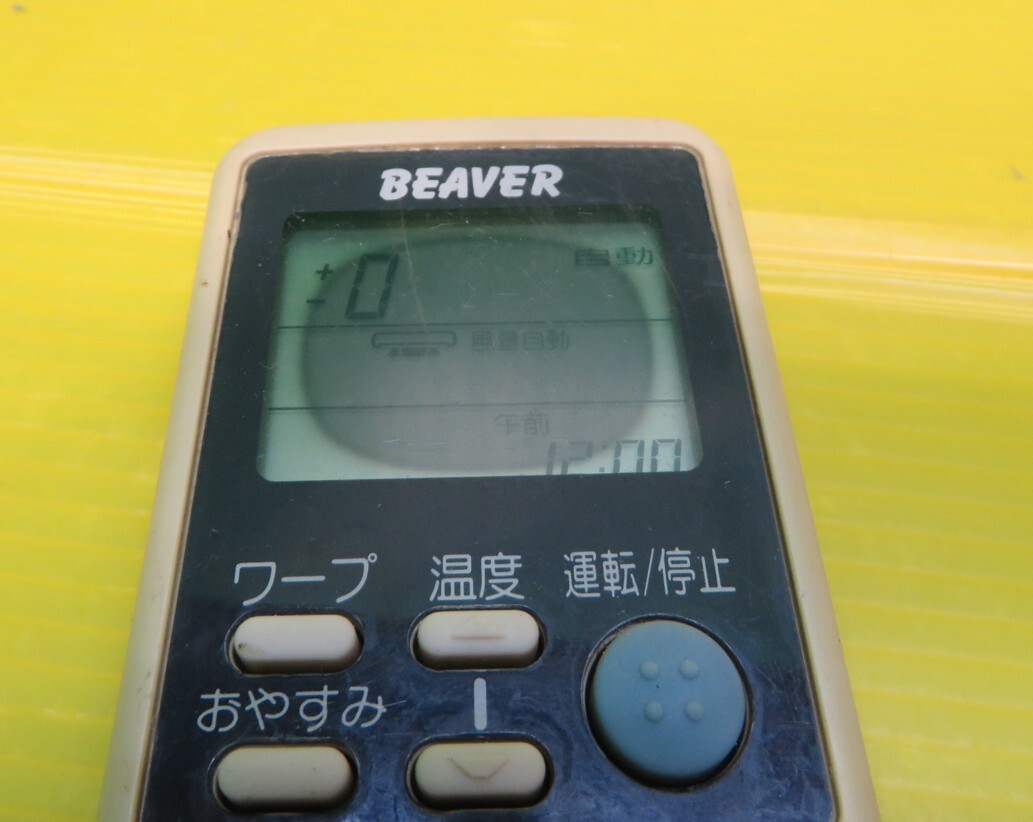 BEAVER
+
- 0
自動
風量自動
午前
12:00
ワープ
温度
運転/停止
おやすみ